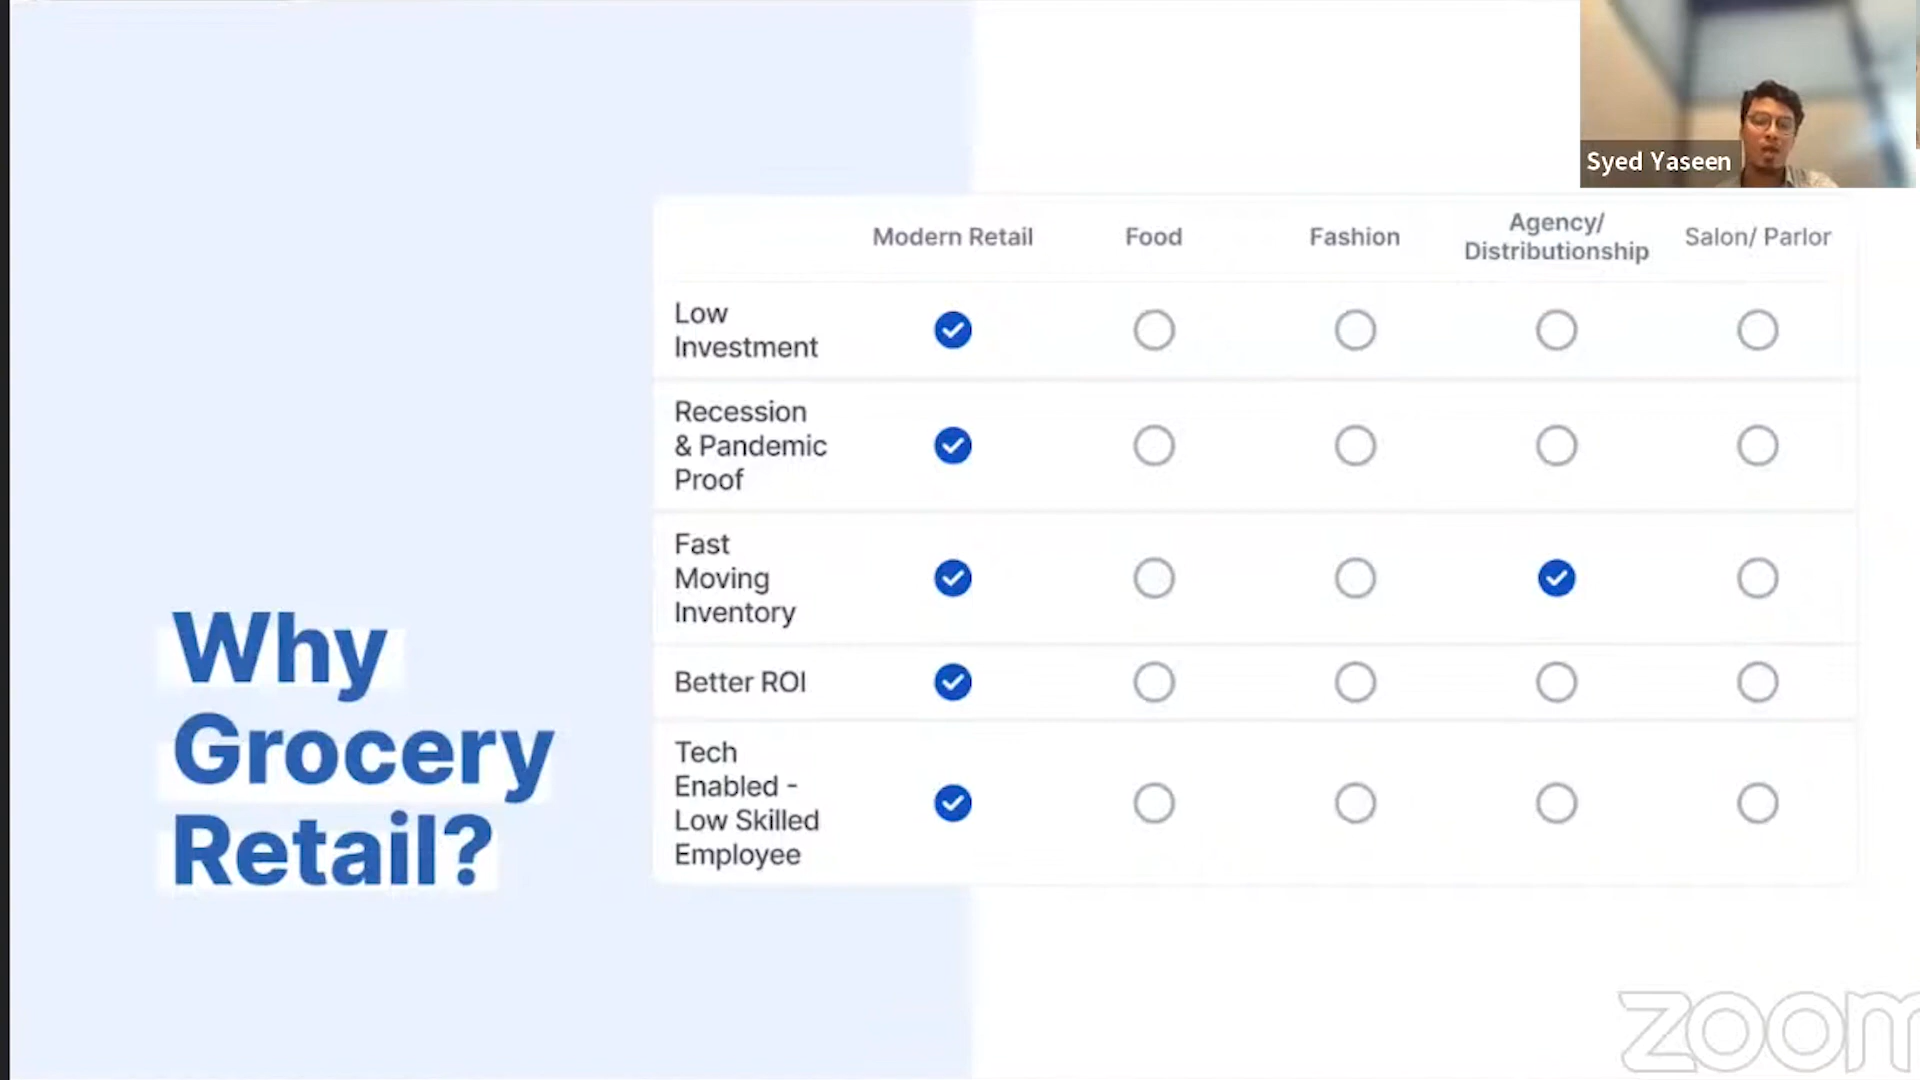 Syed Yaseen
Modern Retail
Food
Fashion
Agency/
Distributionship
Salon/ Parlor
Low
Investment
Recession
& Pandemic
Proof
Fast
Moving
Inventory
Better ROI
Tech
Enabled -
Low Skilled
Employee
Why
Grocery
Retail?
zoom